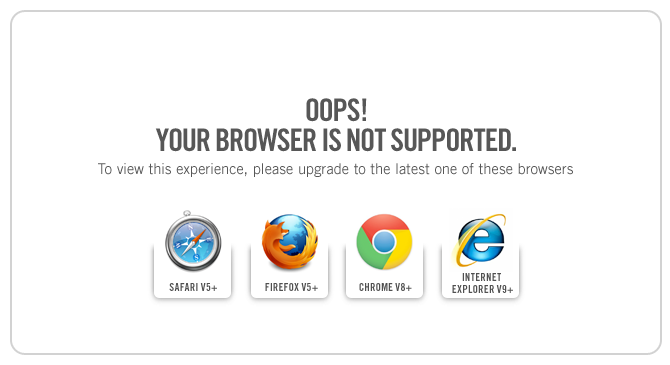 OOPS!
YOUR BROWSER IS NOT SUPPORTED.
To view this experience, please upgrade to the latest one of these browsers
SAFARI V5+
FIREFOX V5+
CHROME V8+
INTERNET
EXPLORER V9+